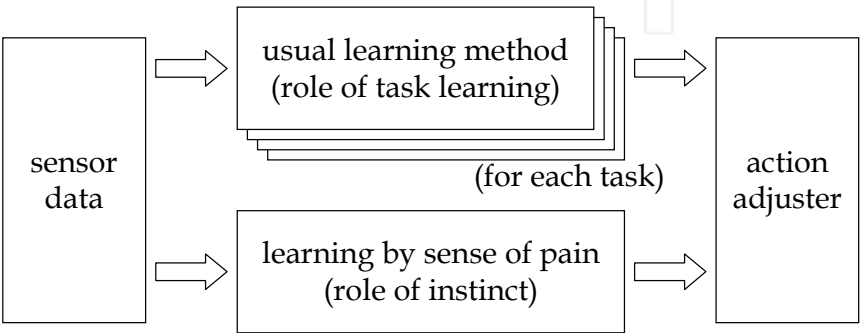 sensor
data
usual learning method
(role of task learning)
(for each task)
learning by sense of pain
(role of instinct)
action
adjuster